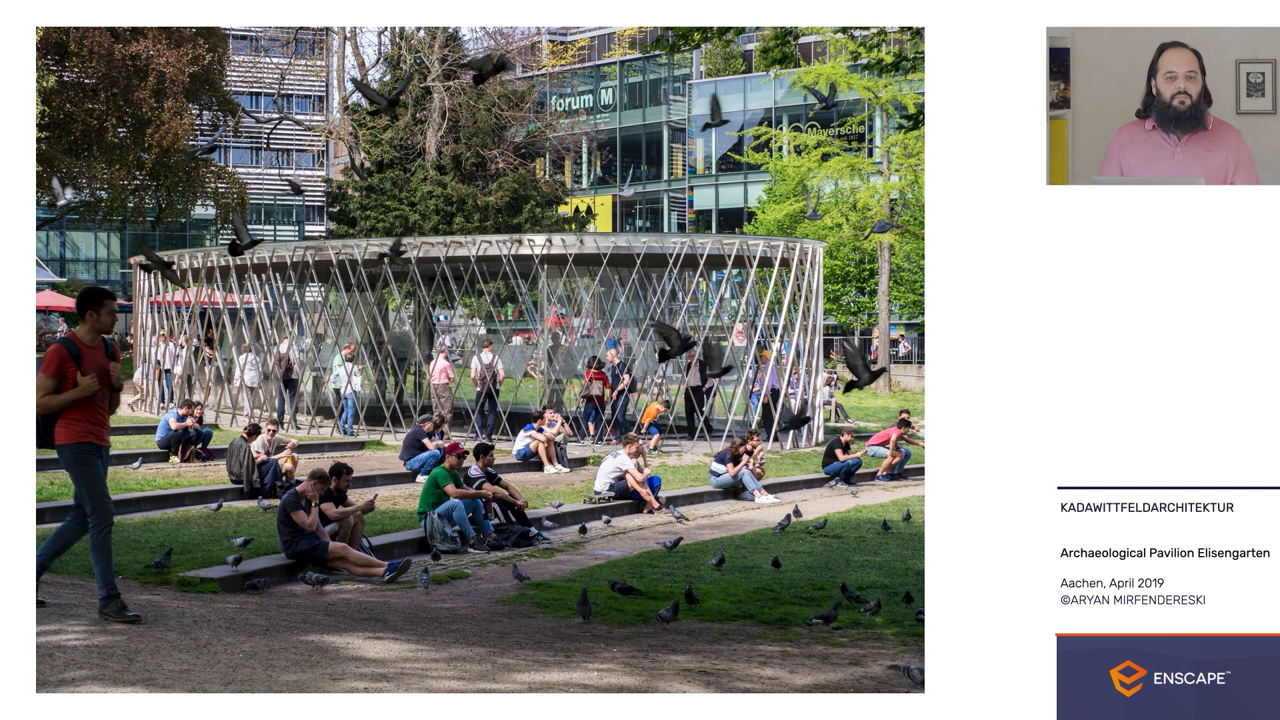 forum M
Mayersche
KADAWITTFELDARCHITEKTUR
Archaeological Pavilion Elisengarten
Aachen, April 2019
©ARYAN MIRFENDERESKI
ENSCAPE™